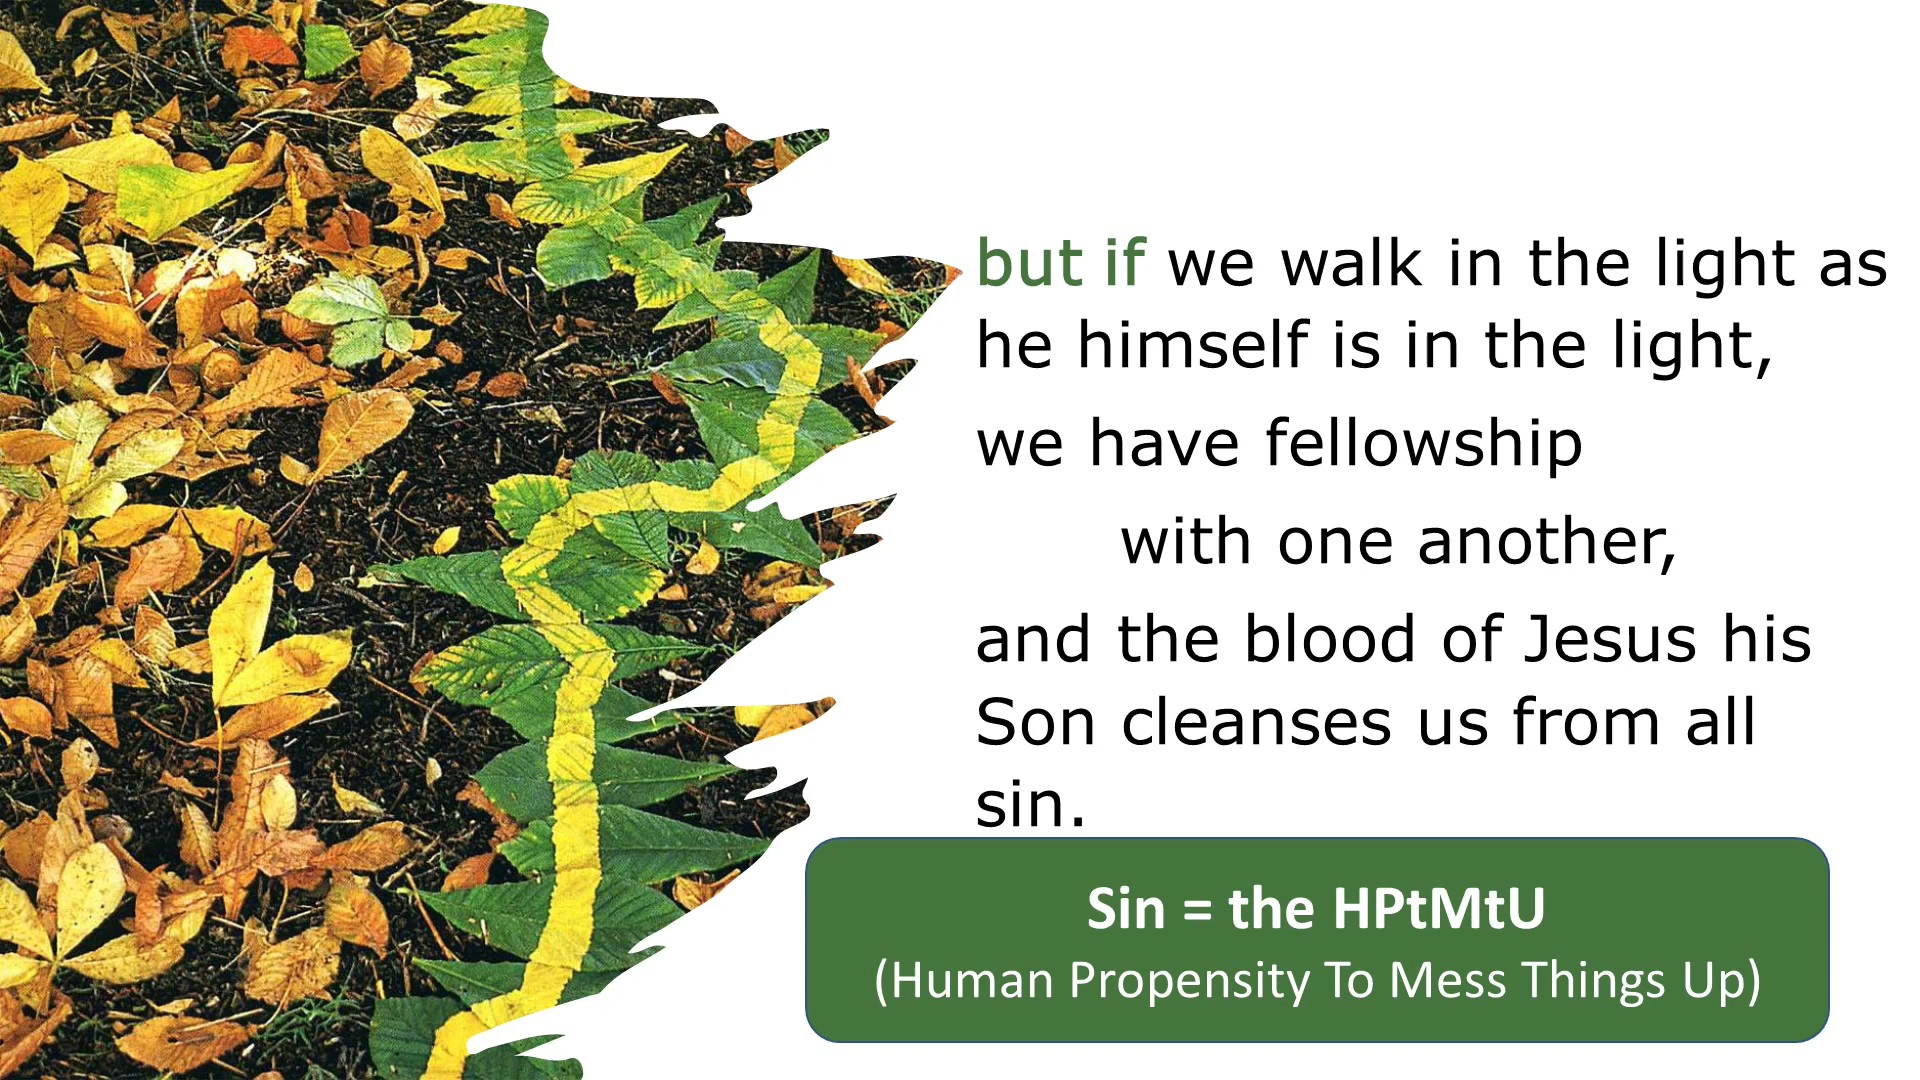 but if we walk in the light as
he himself is in the light,
we have fellowship
with one another,
and the blood of Jesus his
Son cleanses us from all
sin.
Sin = the HPtMtU
(Human Propensity To Mess Things Up)